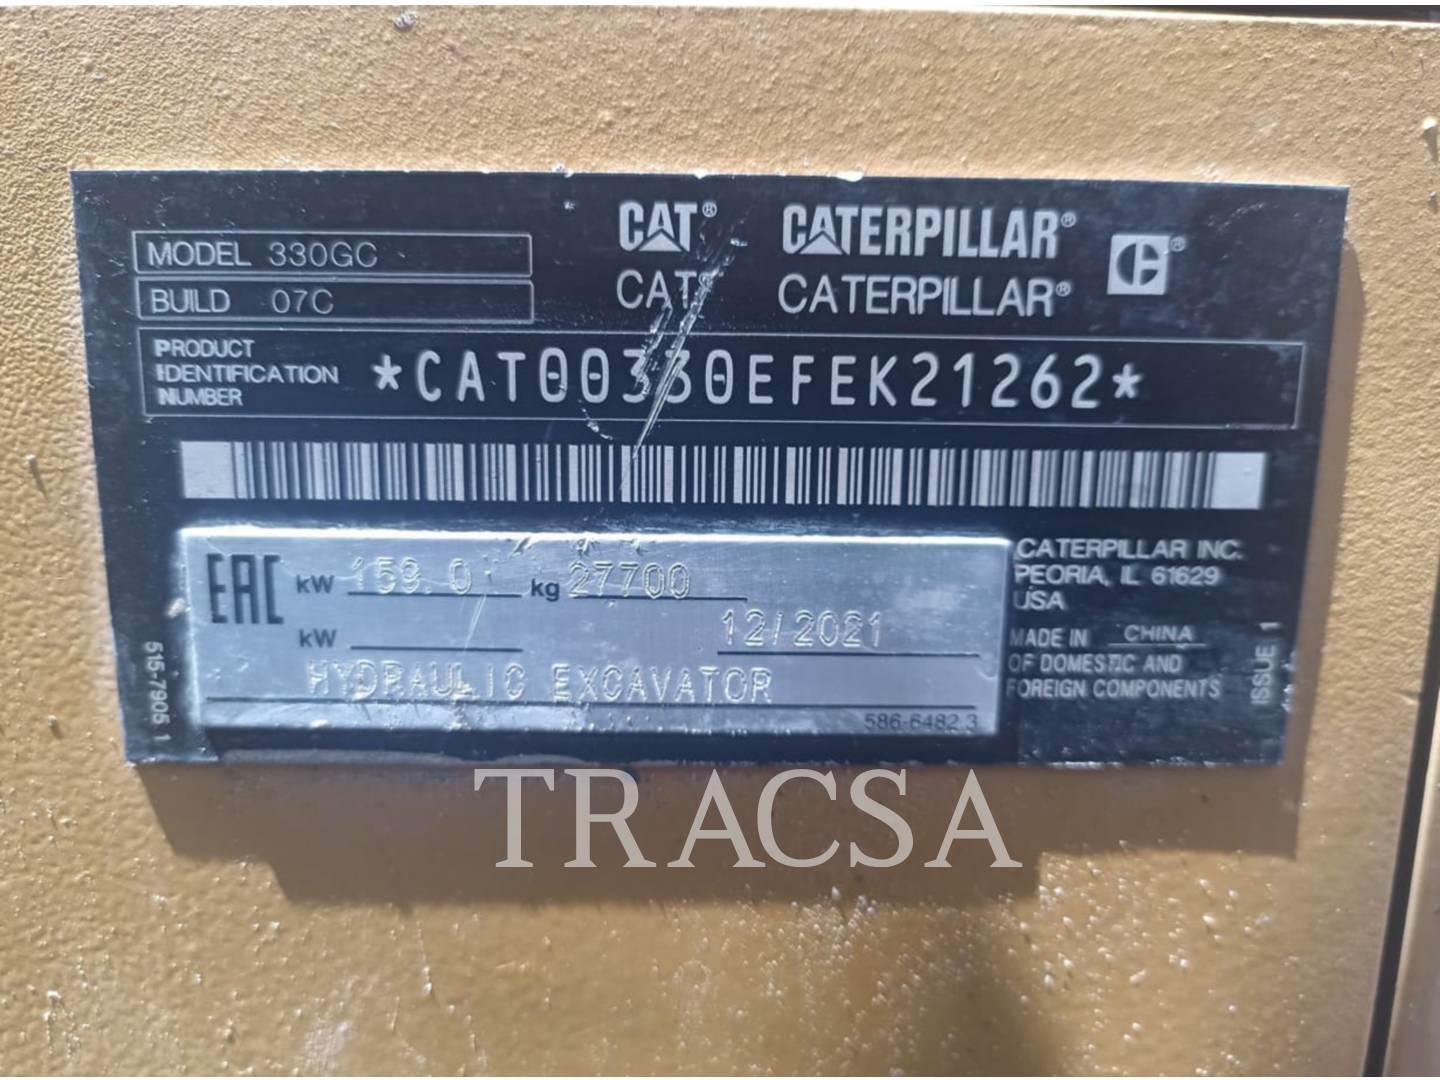 CAT® CATERPILLAR® ®
MODEL 330GC
CAT® CATERPILLAR®
BUILD 07C
PRODUCT
IDENTIFICATION
NUMBER
*CAT00330EFEK21262*
EAC kW 159.0 kg 27700
kW 12/2021
HYDRAULIC EXCAVATOR
586-6482 3
CATERPILLAR INC.
PEORIA, IL 61629
USA
MADE IN CHINA
OF DOMESTIC AND
FOREIGN COMPONENTS
ISSUE 1
515-7905 1
TRACSA